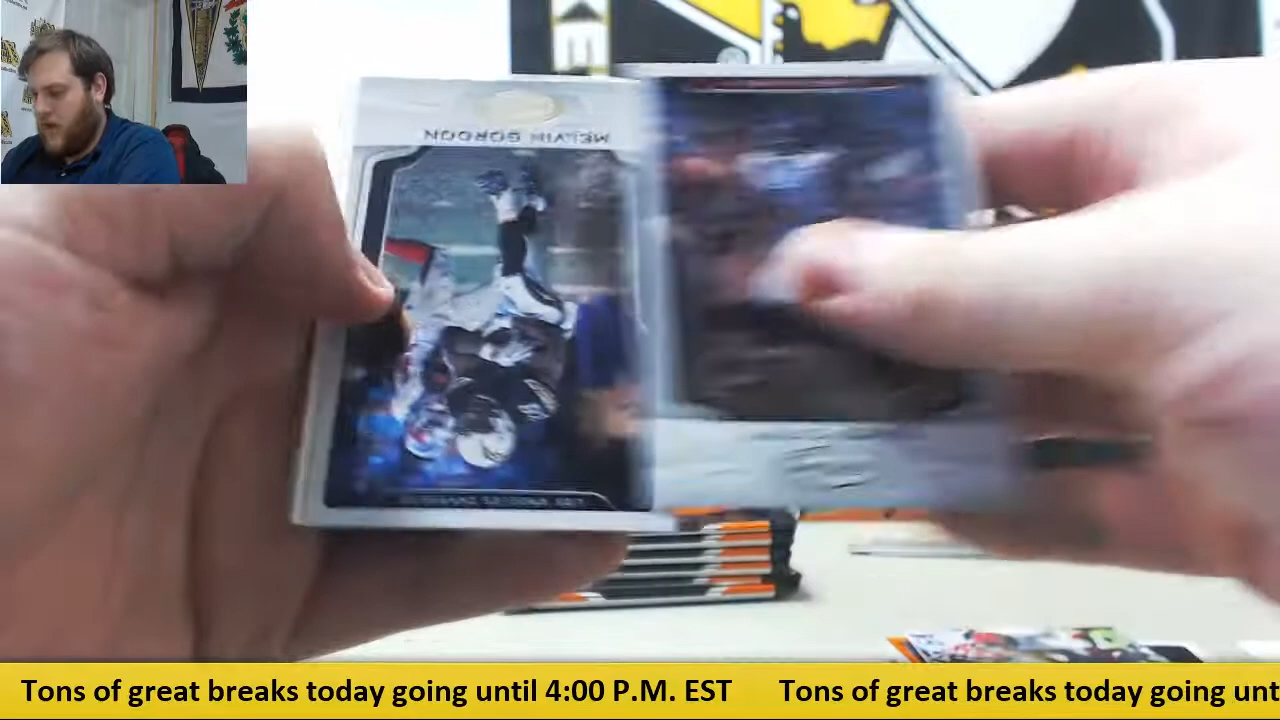 MELVIN GORDON
Tons of great breaks today going until 4:00 P.M. EST Tons of great breaks today going unt